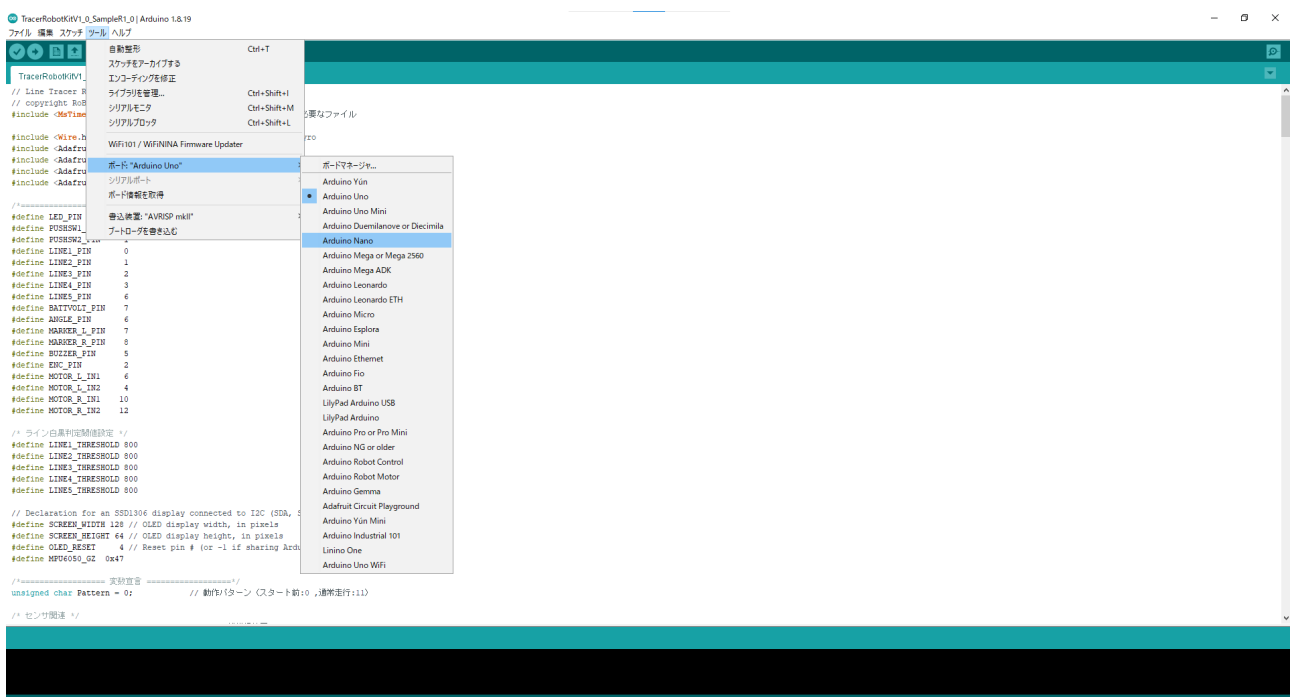 TracerRobotKitV1_0_SampleR1_0 | Arduino 1.8.19
ファイル 編集 スケッチ ツール ヘルプ
自動整形 Ctrl+T
スケッチをアーカイブする
エンコーディングを修正
ライブラリを管理... Ctrl+Shift+I
シリアルモニタ Ctrl+Shift+M
シリアルプロッタ Ctrl+Shift+L
WiFi101 / WiFiNINA Firmware Updater
ボード: "Arduino Uno"
シリアルポート
ボード情報を取得
書込装置: "AVRISP mkII"
ブートローダを書き込む
ボードマネージャ...
Arduino Yún
Arduino Uno
Arduino Uno Mini
Arduino Duemilanove or Diecimila
Arduino Nano
Arduino Mega or Mega 2560
Arduino Mega ADK
Arduino Leonardo
Arduino Leonardo ETH
Arduino Micro
Arduino Esplora
Arduino Mini
Arduino Ethernet
Arduino Fio
Arduino BT
LilyPad Arduino USB
LilyPad Arduino
Arduino Pro or Pro Mini
Arduino NG or older
Arduino Robot Control
Arduino Robot Motor
Arduino Gemma
Adafruit Circuit Playground
Arduino Yún Mini
Arduino Industrial 101
Linino One
Arduino Uno WiFi
TracerRobotKitV1_
// Line Tracer R
// copyright RoB
#include <MsTime 必要なファイル
#include <Wire.h yro
#include <Adafru
#include <Adafru
#include <Adafru
#include <Adafru
/*=============
#define LED_PIN
#define PUSHSW1_
#define PUSHSW2_PIN 1
#define LINE1_PIN 0
#define LINE2_PIN 1
#define LINE3_PIN 2
#define LINE4_PIN 3
#define LINE5_PIN 6
#define BATTVOLT_PIN 7
#define ANGLE_PIN 6
#define MARKER_L_PIN 7
#define MARKER_R_PIN 8
#define BUZZER_PIN 5
#define ENC_PIN 2
#define MOTOR_L_IN1 6
#define MOTOR_L_IN2 4
#define MOTOR_R_IN1 10
#define MOTOR_R_IN2 12
/* ライン白黒判定閾値設定 */
#define LINE1_THRESHOLD 800
#define LINE2_THRESHOLD 800
#define LINE3_THRESHOLD 800
#define LINE4_THRESHOLD 800
#define LINE5_THRESHOLD 800
// Declaration for an SSD1306 display connected to I2C (SDA, S
#define SCREEN_WIDTH 128 // OLED display width, in pixels
#define SCREEN_HEIGHT 64 // OLED display height, in pixels
#define OLED_RESET 4 // Reset pin # (or -1 if sharing Ardu
#define MPU6050_GZ 0x47
/*================== 変数宣言 ==================*/
unsigned char Pattern = 0; // 動作パターン（スタート前:0 ,通常走行:11）
/* センサ関連 */